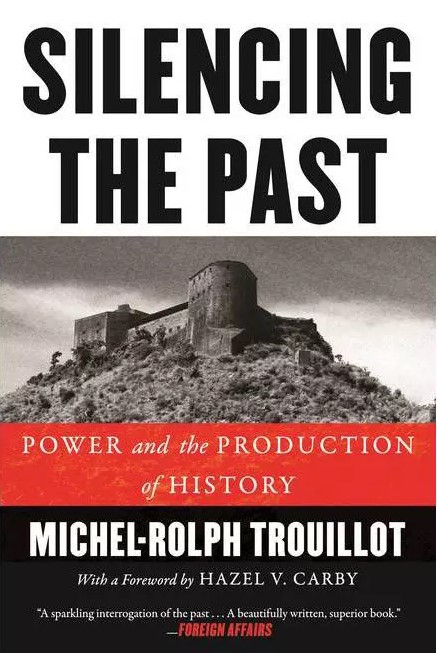 SILENCING
THE PAST
POWER and the PRODUCTION
of HISTORY
MICHEL-ROLPH TROUILLOT
With a Foreword by HAZEL V. CARBY
“A sparkling interrogation of the past . . . A beautifully written, superior book.”
—FOREIGN AFFAIRS